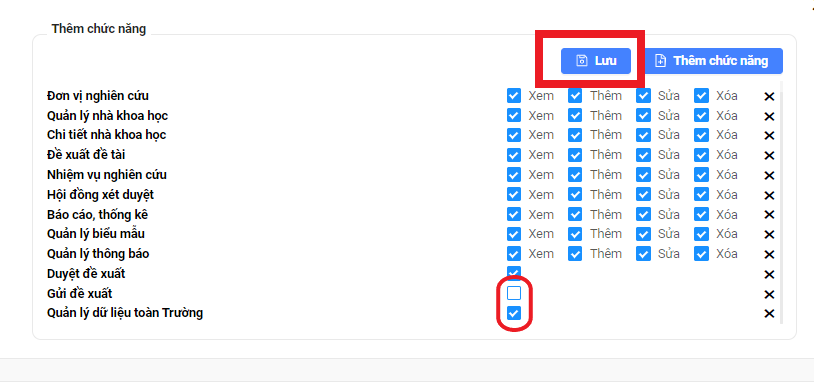 Thêm chức năng
Lưu Thêm chức năng
Đơn vị nghiên cứu Xem Thêm Sửa Xóa
Quản lý nhà khoa học Xem Thêm Sửa Xóa
Chi tiết nhà khoa học Xem Thêm Sửa Xóa
Đề xuất đề tài Xem Thêm Sửa Xóa
Nhiệm vụ nghiên cứu Xem Thêm Sửa Xóa
Hội đồng xét duyệt Xem Thêm Sửa Xóa
Báo cáo, thống kê Xem Thêm Sửa Xóa
Quản lý biểu mẫu Xem Thêm Sửa Xóa
Quản lý thông báo Xem Thêm Sửa Xóa
Duyệt đề xuất
Gửi đề xuất
Quản lý dữ liệu toàn Trường